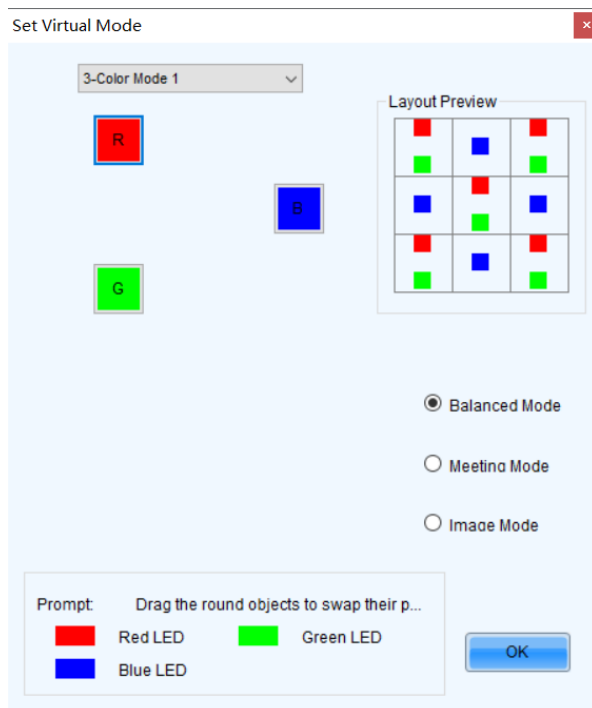 Set Virtual Mode
3-Color Mode 1
Layout Preview
R
B
G
Balanced Mode
Meeting Mode
Image Mode
Prompt: Drag the round objects to swap their p...
Red LED Green LED
Blue LED
OK